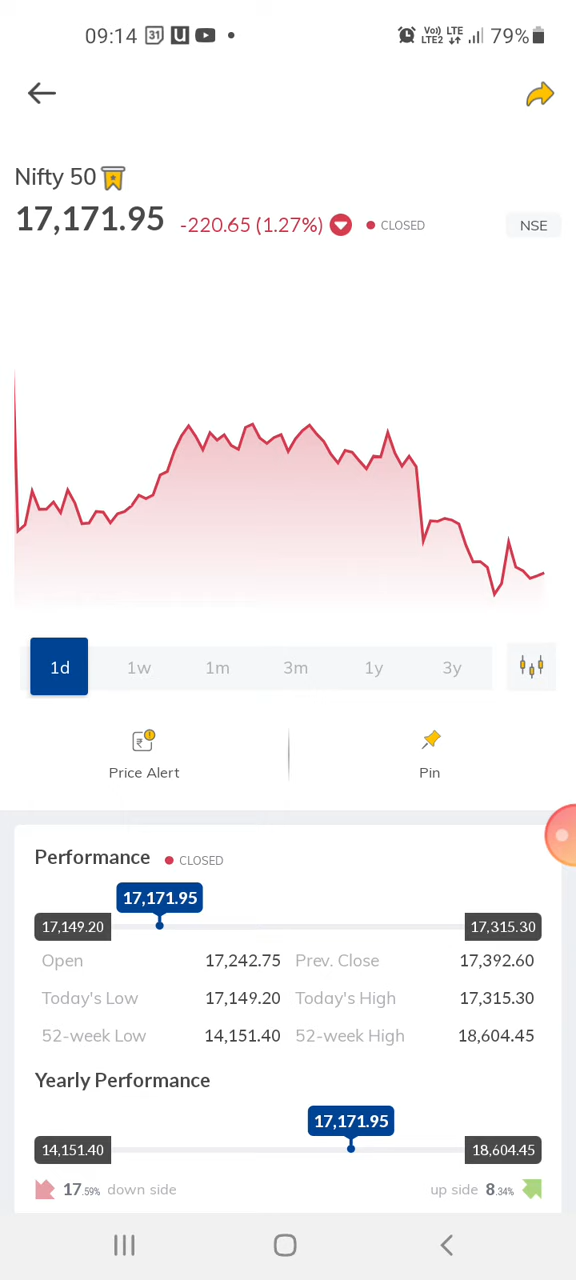 09:14 31 U Vo) LTE LTE2 79%
Nifty 50
17,171.95 -220.65 (1.27%) CLOSED NSE
1d 1w 1m 3m 1y 3y
Price Alert Pin
Performance CLOSED
17,171.95
17,149.20 17,315.30
Open 17,242.75 Prev. Close 17,392.60
Today's Low 17,149.20 Today's High 17,315.30
52-week Low 14,151.40 52-week High 18,604.45
Yearly Performance
17,171.95
14,151.40 18,604.45
17.59% down side up side 8.34%